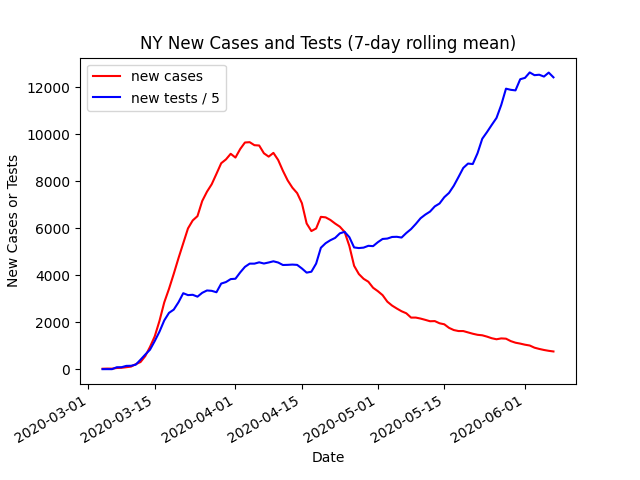 NY New Cases and Tests (7-day rolling mean)
new cases
new tests / 5
12000
10000
8000
6000
4000
2000
0
New Cases or Tests
2020-03-01
2020-03-15
2020-04-01
2020-04-15
2020-05-01
2020-05-15
2020-06-01
Date